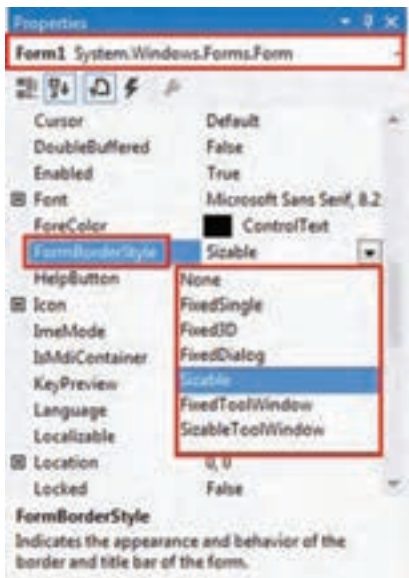 Properties
Form1 System.Windows.Forms.Form
Cursor Default
DoubleBuffered False
Enabled True
Font Microsoft Sans Serif, 8.2
ForeColor ControlText
FormBorderStyle Sizable
HelpButton
Icon
ImeMode
IsMdiContainer
KeyPreview
Language
Localizable
Location 0, 0
Locked False
None
FixedSingle
Fixed3D
FixedDialog
Sizable
FixedToolWindow
SizableToolWindow
FormBorderStyle
Indicates the appearance and behavior of the
border and title bar of the form.